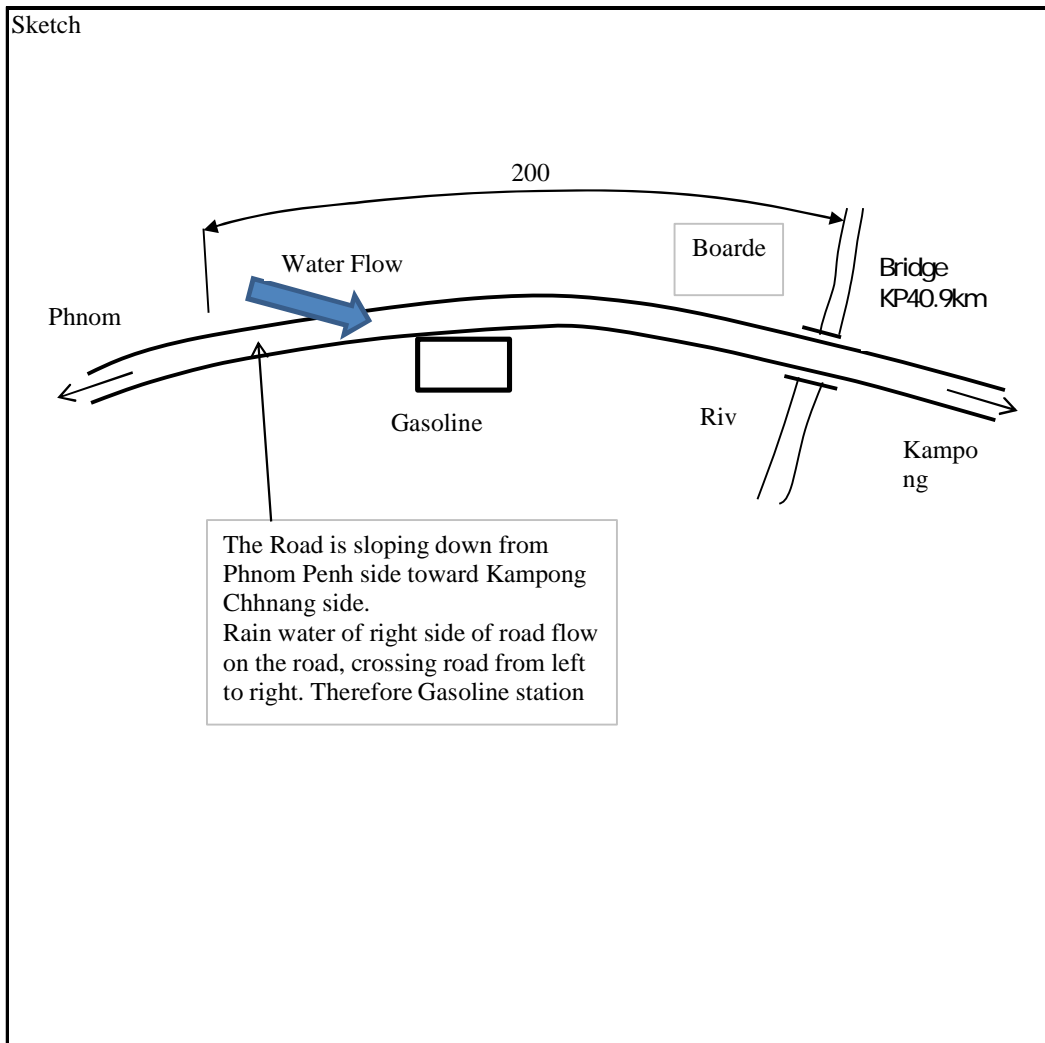 Sketch
200
Water Flow
Boarde
Bridge
KP40.9km
Phnom
Gasoline
Riv
Kampo
ng
The Road is sloping down from
Phnom Penh side toward Kampong
Chhnang side.
Rain water of right side of road flow
on the road, crossing road from left
to right. Therefore Gasoline station